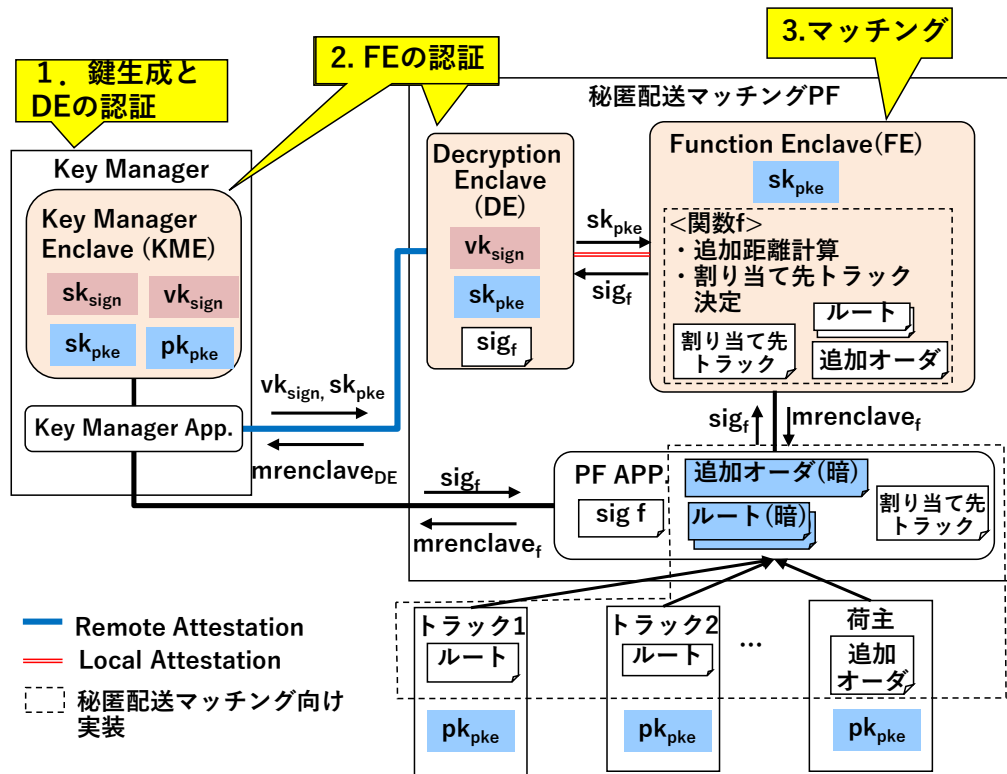 1．鍵生成と
DEの認証
2. FEの認証
3.マッチング
秘匿配送マッチングPF
Key Manager
Key Manager
Enclave (KME)
sksign
vksign
skpke
pkpke
Key Manager App.
vksign, skpke
mrenclaveDE
Decryption
Enclave
(DE)
vksign
skpke
sigf
skpke
sigf
Function Enclave(FE)
skpke
<関数f>
・追加距離計算
・割り当て先トラック
決定
ルート
割り当て先
トラック
追加オーダ
sigf
mrenclavef
sigf
mrenclavef
PF APP.
sig f
追加オーダ(暗)
ルート(暗)
割り当て先
トラック
トラック1
ルート
pkpke
トラック2
ルート
pkpke
…
荷主
追加
オーダ
pkpke
Remote Attestation
Local Attestation
秘匿配送マッチング向け
実装